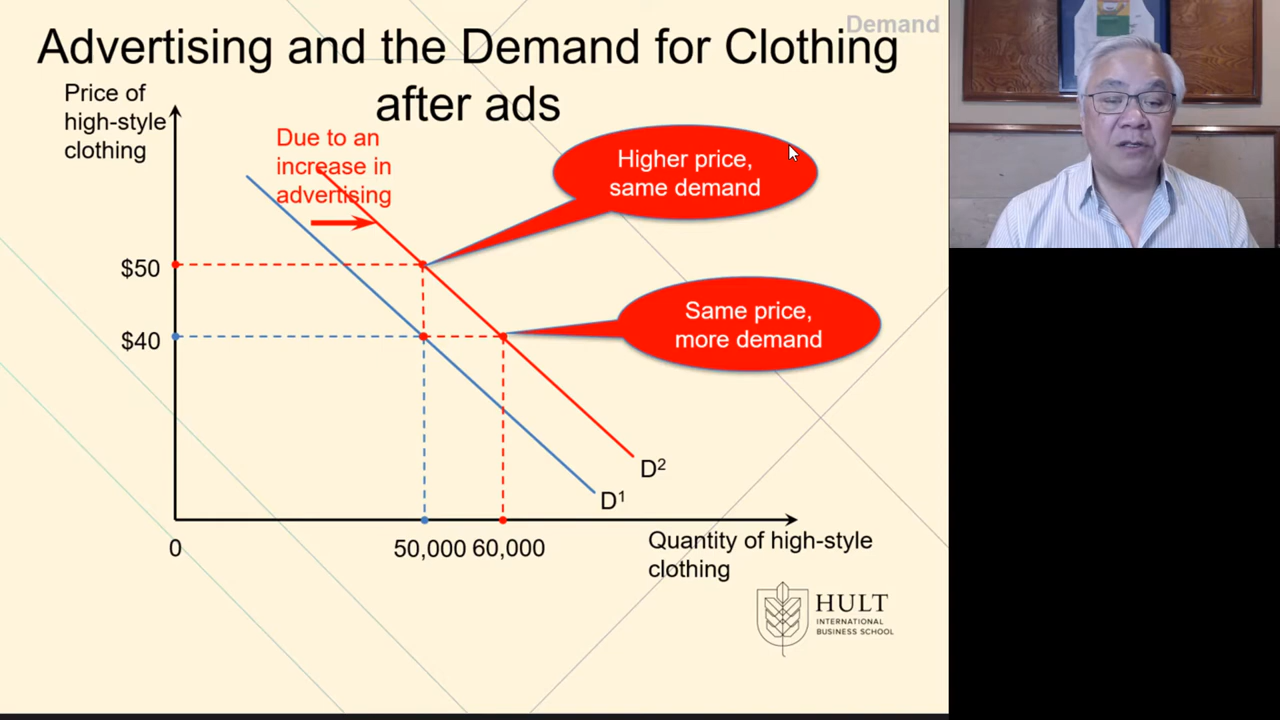 Demand
Advertising and the Demand for Clothing
after ads
Price of
high-style
clothing
Due to an
increase in
advertising
Higher price,
same demand
$50
Same price,
more demand
$40
D²
D¹
0
50,000 60,000
Quantity of high-style
clothing
HULT
INTERNATIONAL
BUSINESS SCHOOL